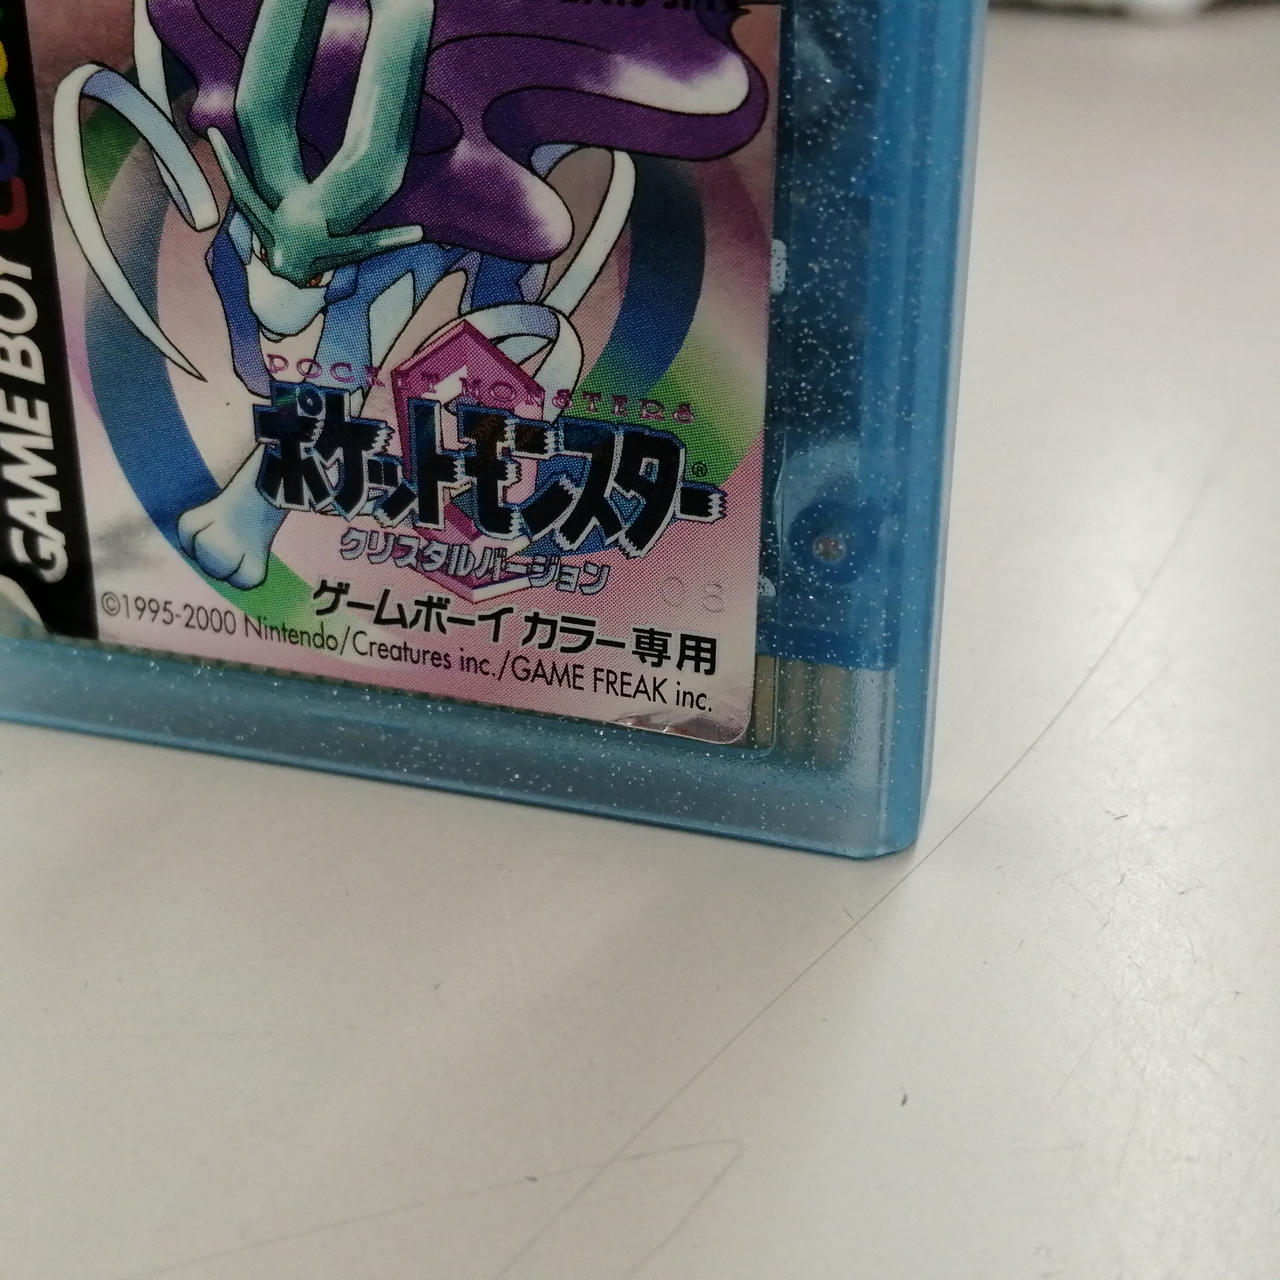 GAME BOY COLOR
POCKET MONSTERS
ポケットモンスター®
クリスタルバージョン
ゲームボーイ カラー専用
©1995-2000 Nintendo/Creatures inc./GAME FREAK inc.